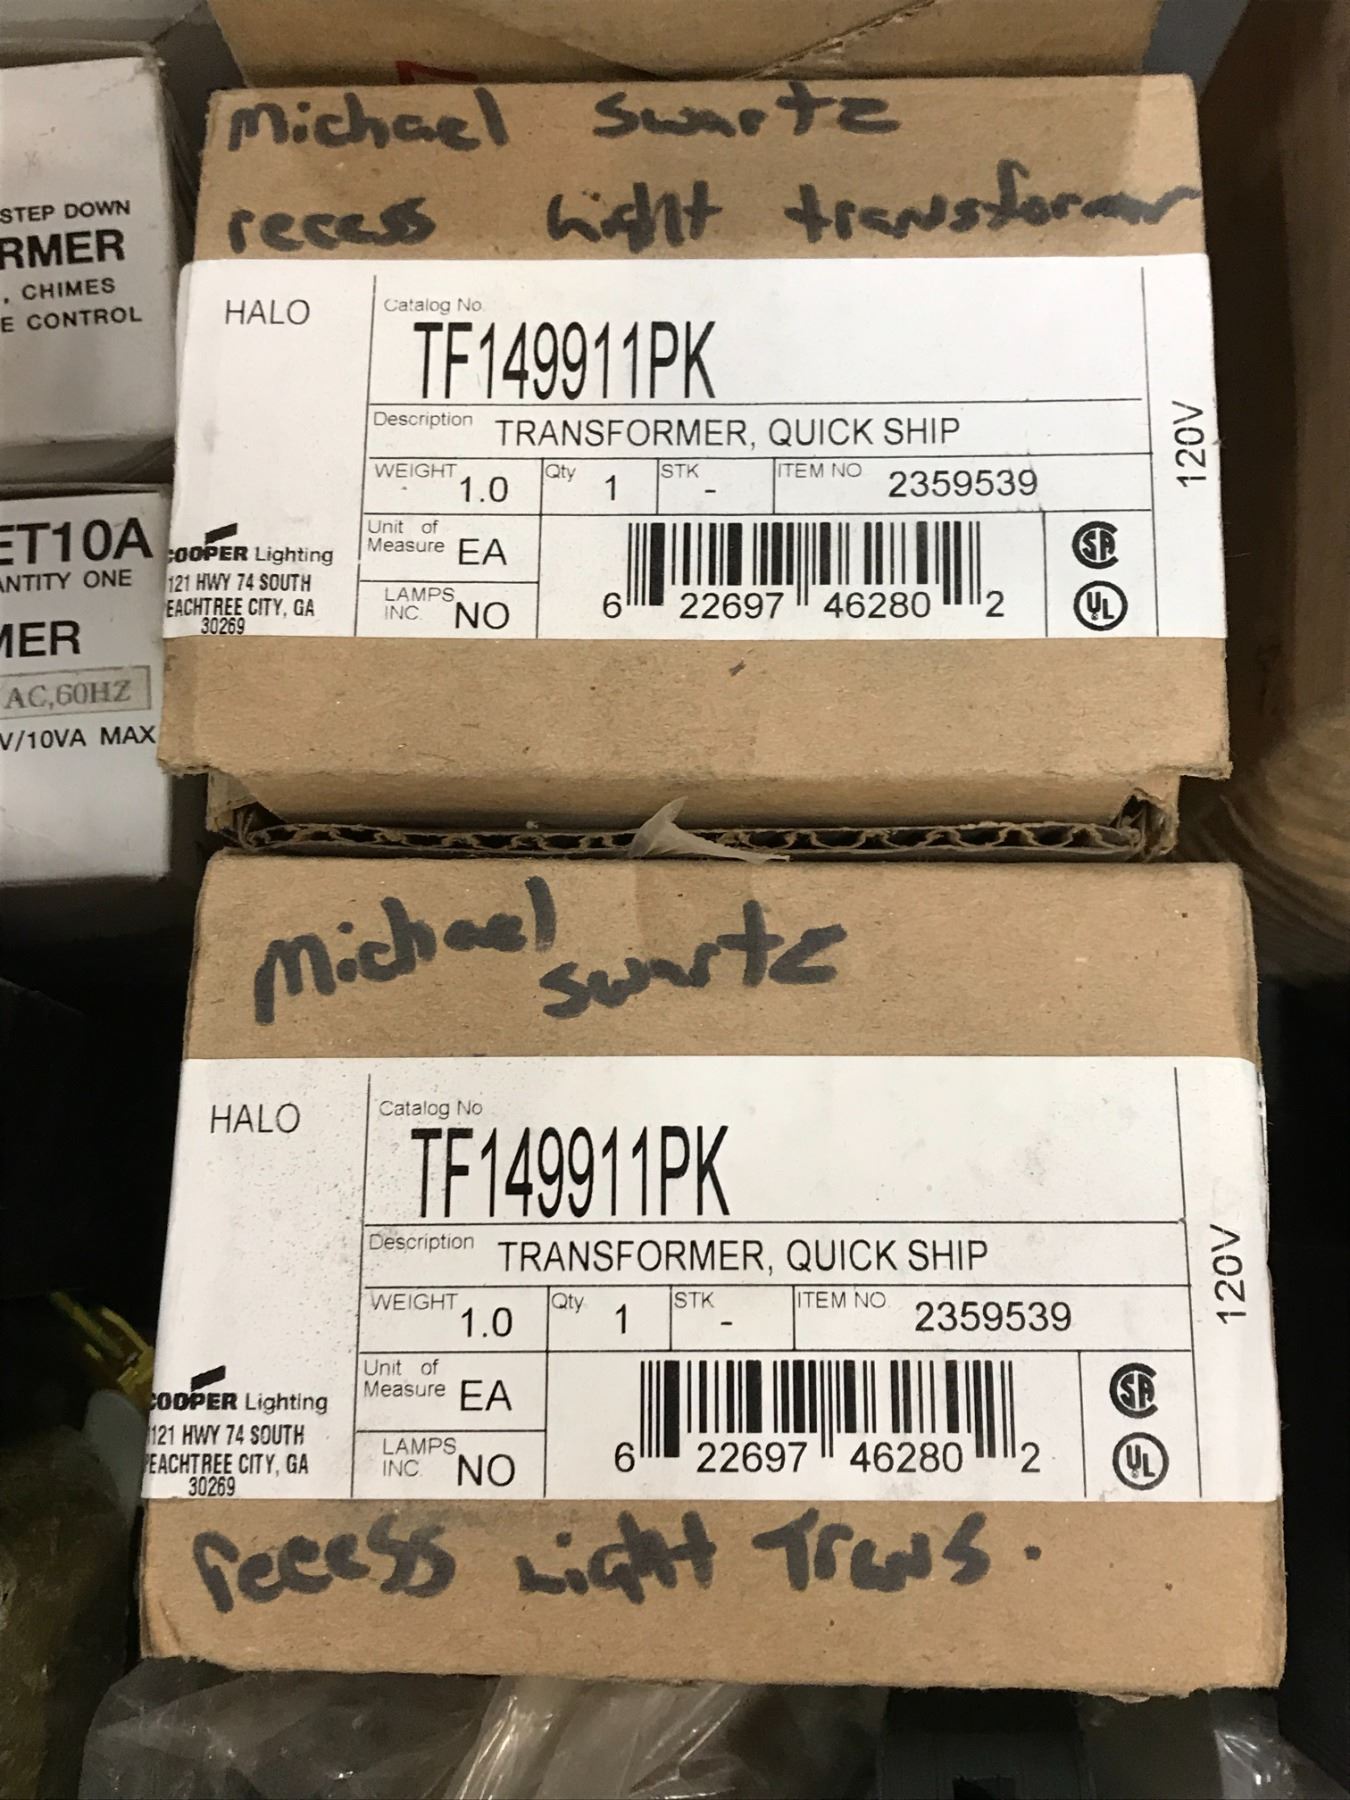 Michael Swartz
recess Light transformer
HALO
Catalog No.
TF149911PK
Description TRANSFORMER, QUICK SHIP
WEIGHT 1.0 Qty 1 STK - ITEM NO 2359539
Unit of
Measure EA
LAMPS
INC. NO
COOPER Lighting
121 HWY 74 SOUTH
PEACHTREE CITY, GA
30269
6 22697 46280 2
SA
UL
120V
Michael
Swartz
HALO
Catalog No
TF149911PK
Description TRANSFORMER, QUICK SHIP
WEIGHT 1.0 Qty 1 STK - ITEM NO. 2359539
Unit of
Measure EA
LAMPS
INC. NO
COOPER Lighting
121 HWY 74 SOUTH
PEACHTREE CITY, GA
30269
6 22697 46280 2
SA
UL
120V
recess Light Trans.
STEP DOWN
RMER
, CHIMES
E CONTROL
ET10A
ANTITY ONE
MER
AC,60HZ
V/10VA MAX